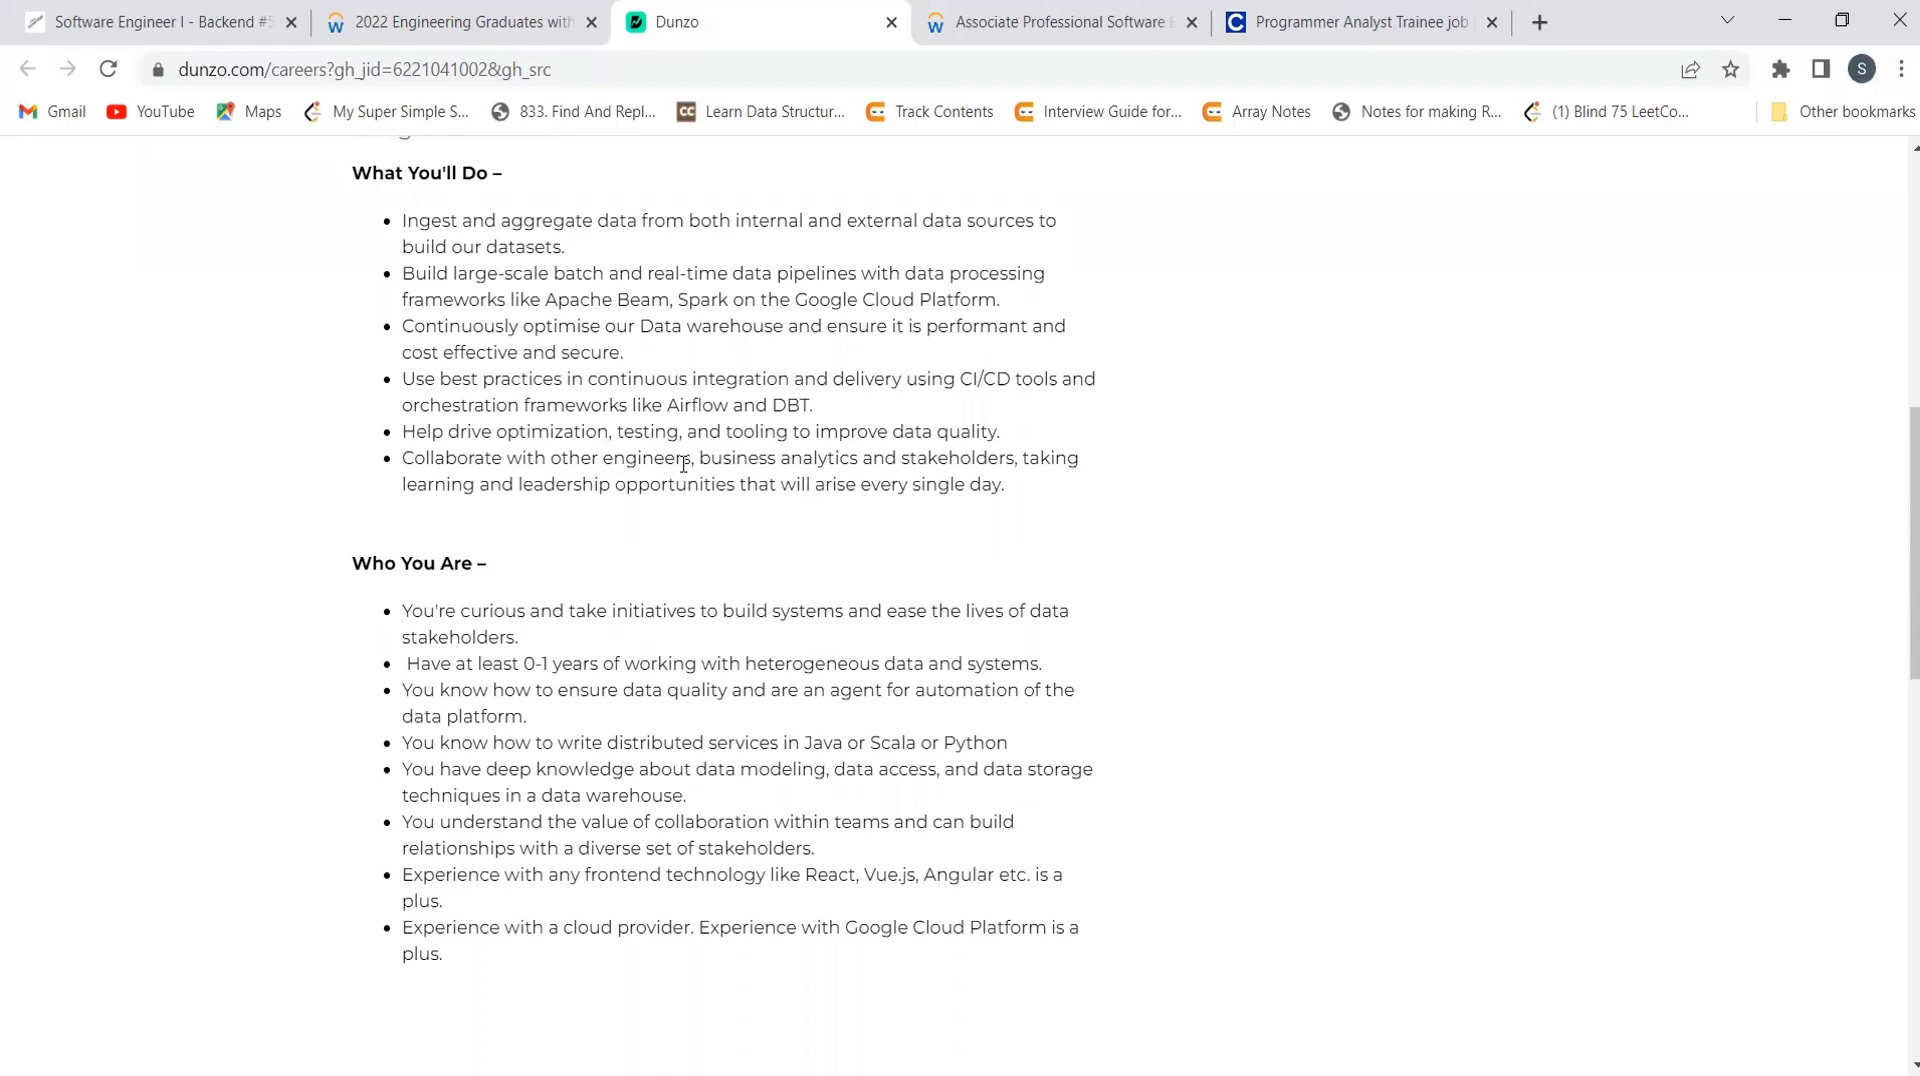 Software Engineer I - Backend #5
2022 Engineering Graduates with
Dunzo
Associate Professional Software E
Programmer Analyst Trainee job
dunzo.com/careers?gh_jid=6221041002&gh_src
S
Gmail
YouTube
Maps
My Super Simple S...
833. Find And Repl...
CC
Learn Data Structur...
Track Contents
Interview Guide for...
Array Notes
Notes for making R...
(1) Blind 75 LeetCo...
Other bookmarks
What You'll Do –
• Ingest and aggregate data from both internal and external data sources to
build our datasets.
• Build large-scale batch and real-time data pipelines with data processing
frameworks like Apache Beam, Spark on the Google Cloud Platform.
• Continuously optimise our Data warehouse and ensure it is performant and
cost effective and secure.
• Use best practices in continuous integration and delivery using CI/CD tools and
orchestration frameworks like Airflow and DBT.
• Help drive optimization, testing, and tooling to improve data quality.
• Collaborate with other engineers, business analytics and stakeholders, taking
learning and leadership opportunities that will arise every single day.
Who You Are –
• You're curious and take initiatives to build systems and ease the lives of data
stakeholders.
• Have at least 0-1 years of working with heterogeneous data and systems.
• You know how to ensure data quality and are an agent for automation of the
data platform.
• You know how to write distributed services in Java or Scala or Python
• You have deep knowledge about data modeling, data access, and data storage
techniques in a data warehouse.
• You understand the value of collaboration within teams and can build
relationships with a diverse set of stakeholders.
• Experience with any frontend technology like React, Vue.js, Angular etc. is a
plus.
• Experience with a cloud provider. Experience with Google Cloud Platform is a
plus.